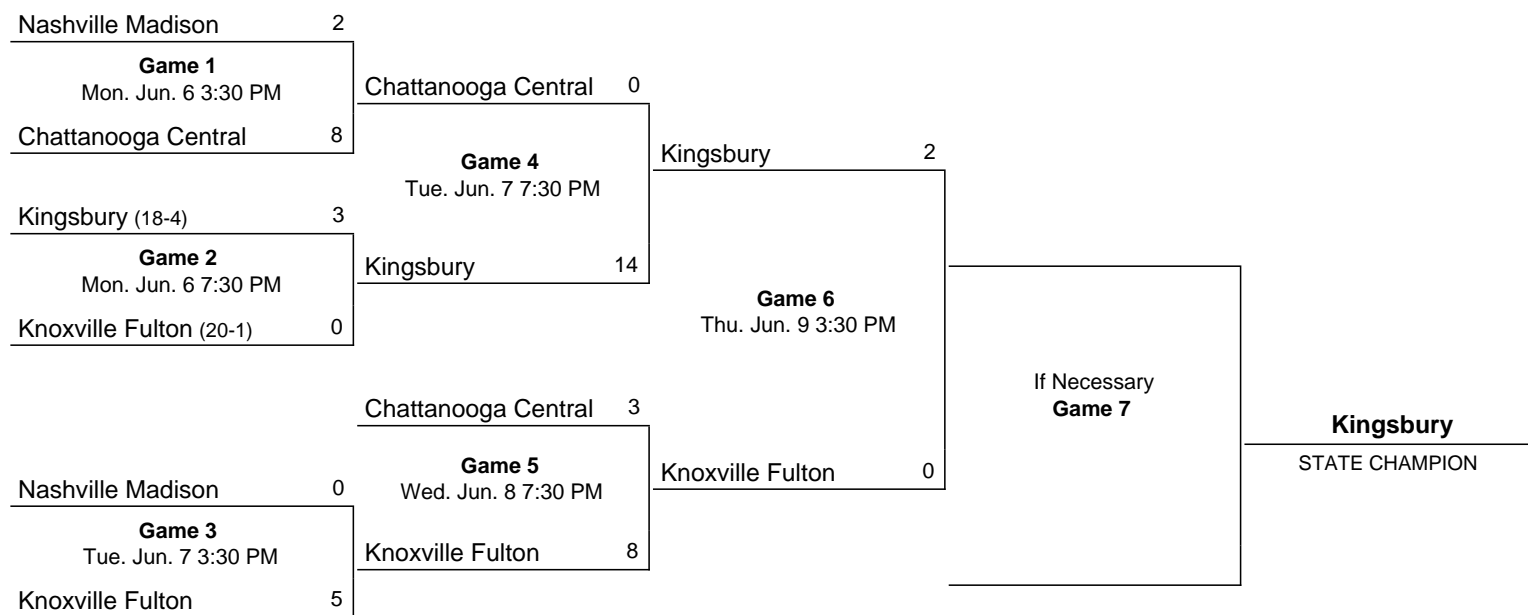 Nashville Madison 2
Game 1
Mon. Jun. 6 3:30 PM
Chattanooga Central 8
Kingsbury (18-4) 3
Game 2
Mon. Jun. 6 7:30 PM
Knoxville Fulton (20-1) 0
Nashville Madison 0
Game 3
Tue. Jun. 7 3:30 PM
Knoxville Fulton 5
Chattanooga Central 0
Game 4
Tue. Jun. 7 7:30 PM
Kingsbury 14
Chattanooga Central 3
Game 5
Wed. Jun. 8 7:30 PM
Knoxville Fulton 8
Kingsbury 2
Game 6
Thu. Jun. 9 3:30 PM
Knoxville Fulton 0
If Necessary
Game 7
Kingsbury
STATE CHAMPION